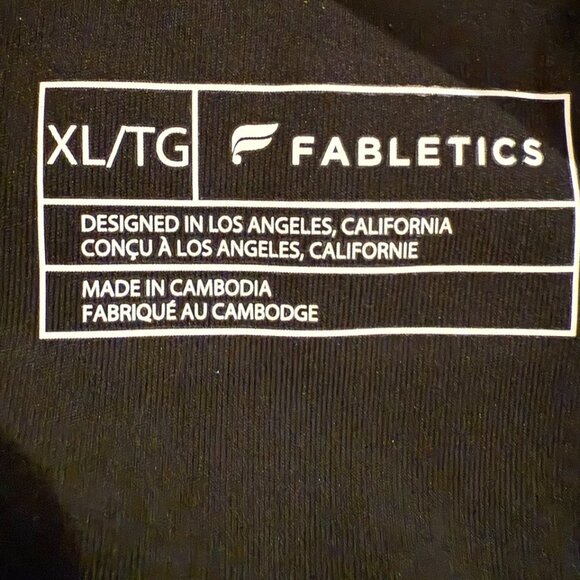 XL/TG
FABLETICS
DESIGNED IN LOS ANGELES, CALIFORNIA
CONÇU À LOS ANGELES, CALIFORNIE
MADE IN CAMBODIA
FABRIQUÉ AU CAMBODGE